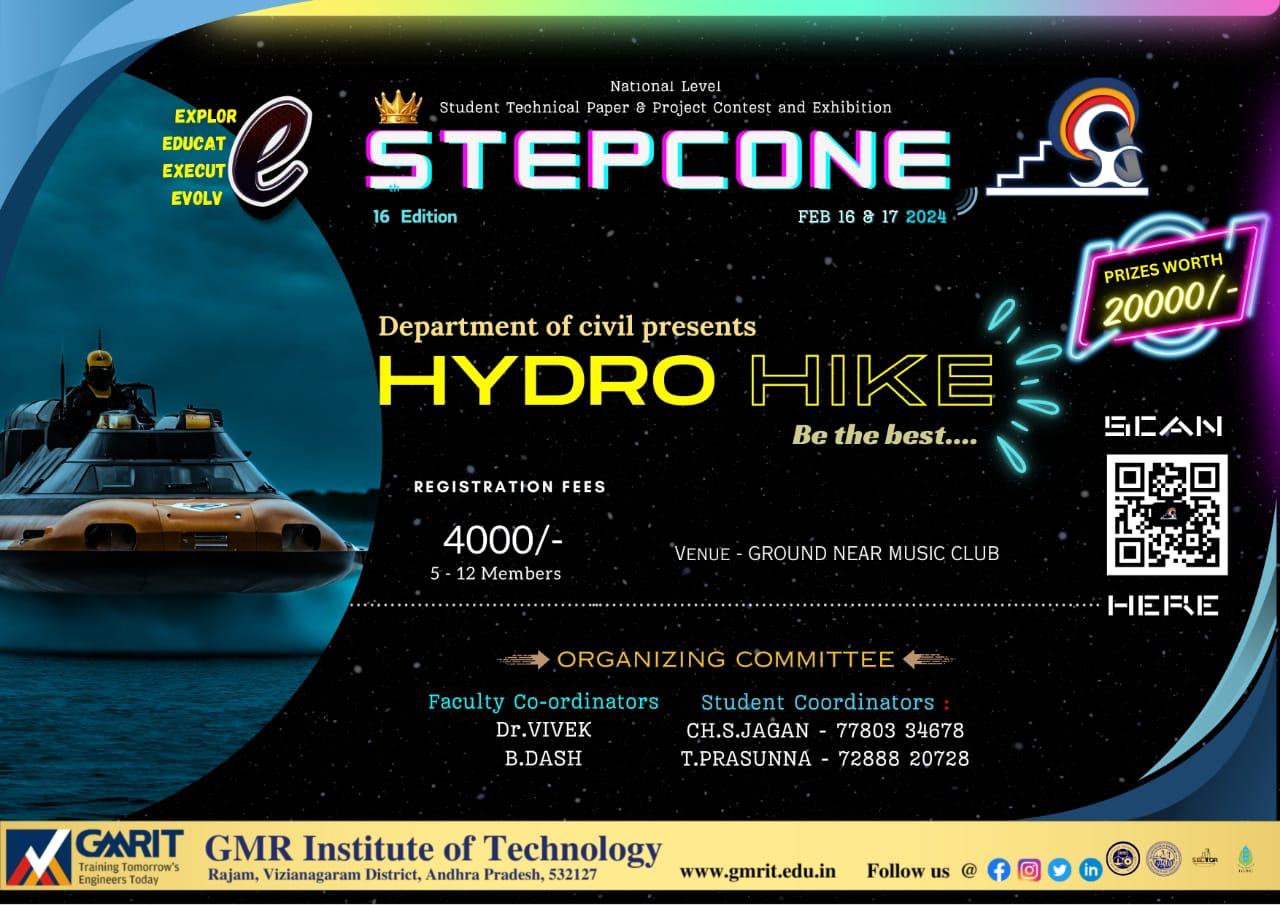 National Level
Student Technical Paper & Project Contest and Exhibition
EXPLOR
EDUCAT
EXECUT
EVOLV
e
STEPCONE
th
16 Edition
FEB 16 & 17 2024
PRIZES WORTH
20000/-
Department of civil presents
HYDRO HIKE
Be the best....
SCAN
REGISTRATION FEES
4000/-
5 - 12 Members
VENUE - GROUND NEAR MUSIC CLUB
HERE
ORGANIZING COMMITTEE
Faculty Co-ordinators
Dr.VIVEK
B.DASH
Student Coordinators :
CH.S.JAGAN - 77803 34678
T.PRASUNNA - 72888 20728
GMRIT
Training Tomorrow's
Engineers Today
GMR Institute of Technology
Rajam, Vizianagaram District, Andhra Pradesh, 532127
www.gmrit.edu.in
Follow us @